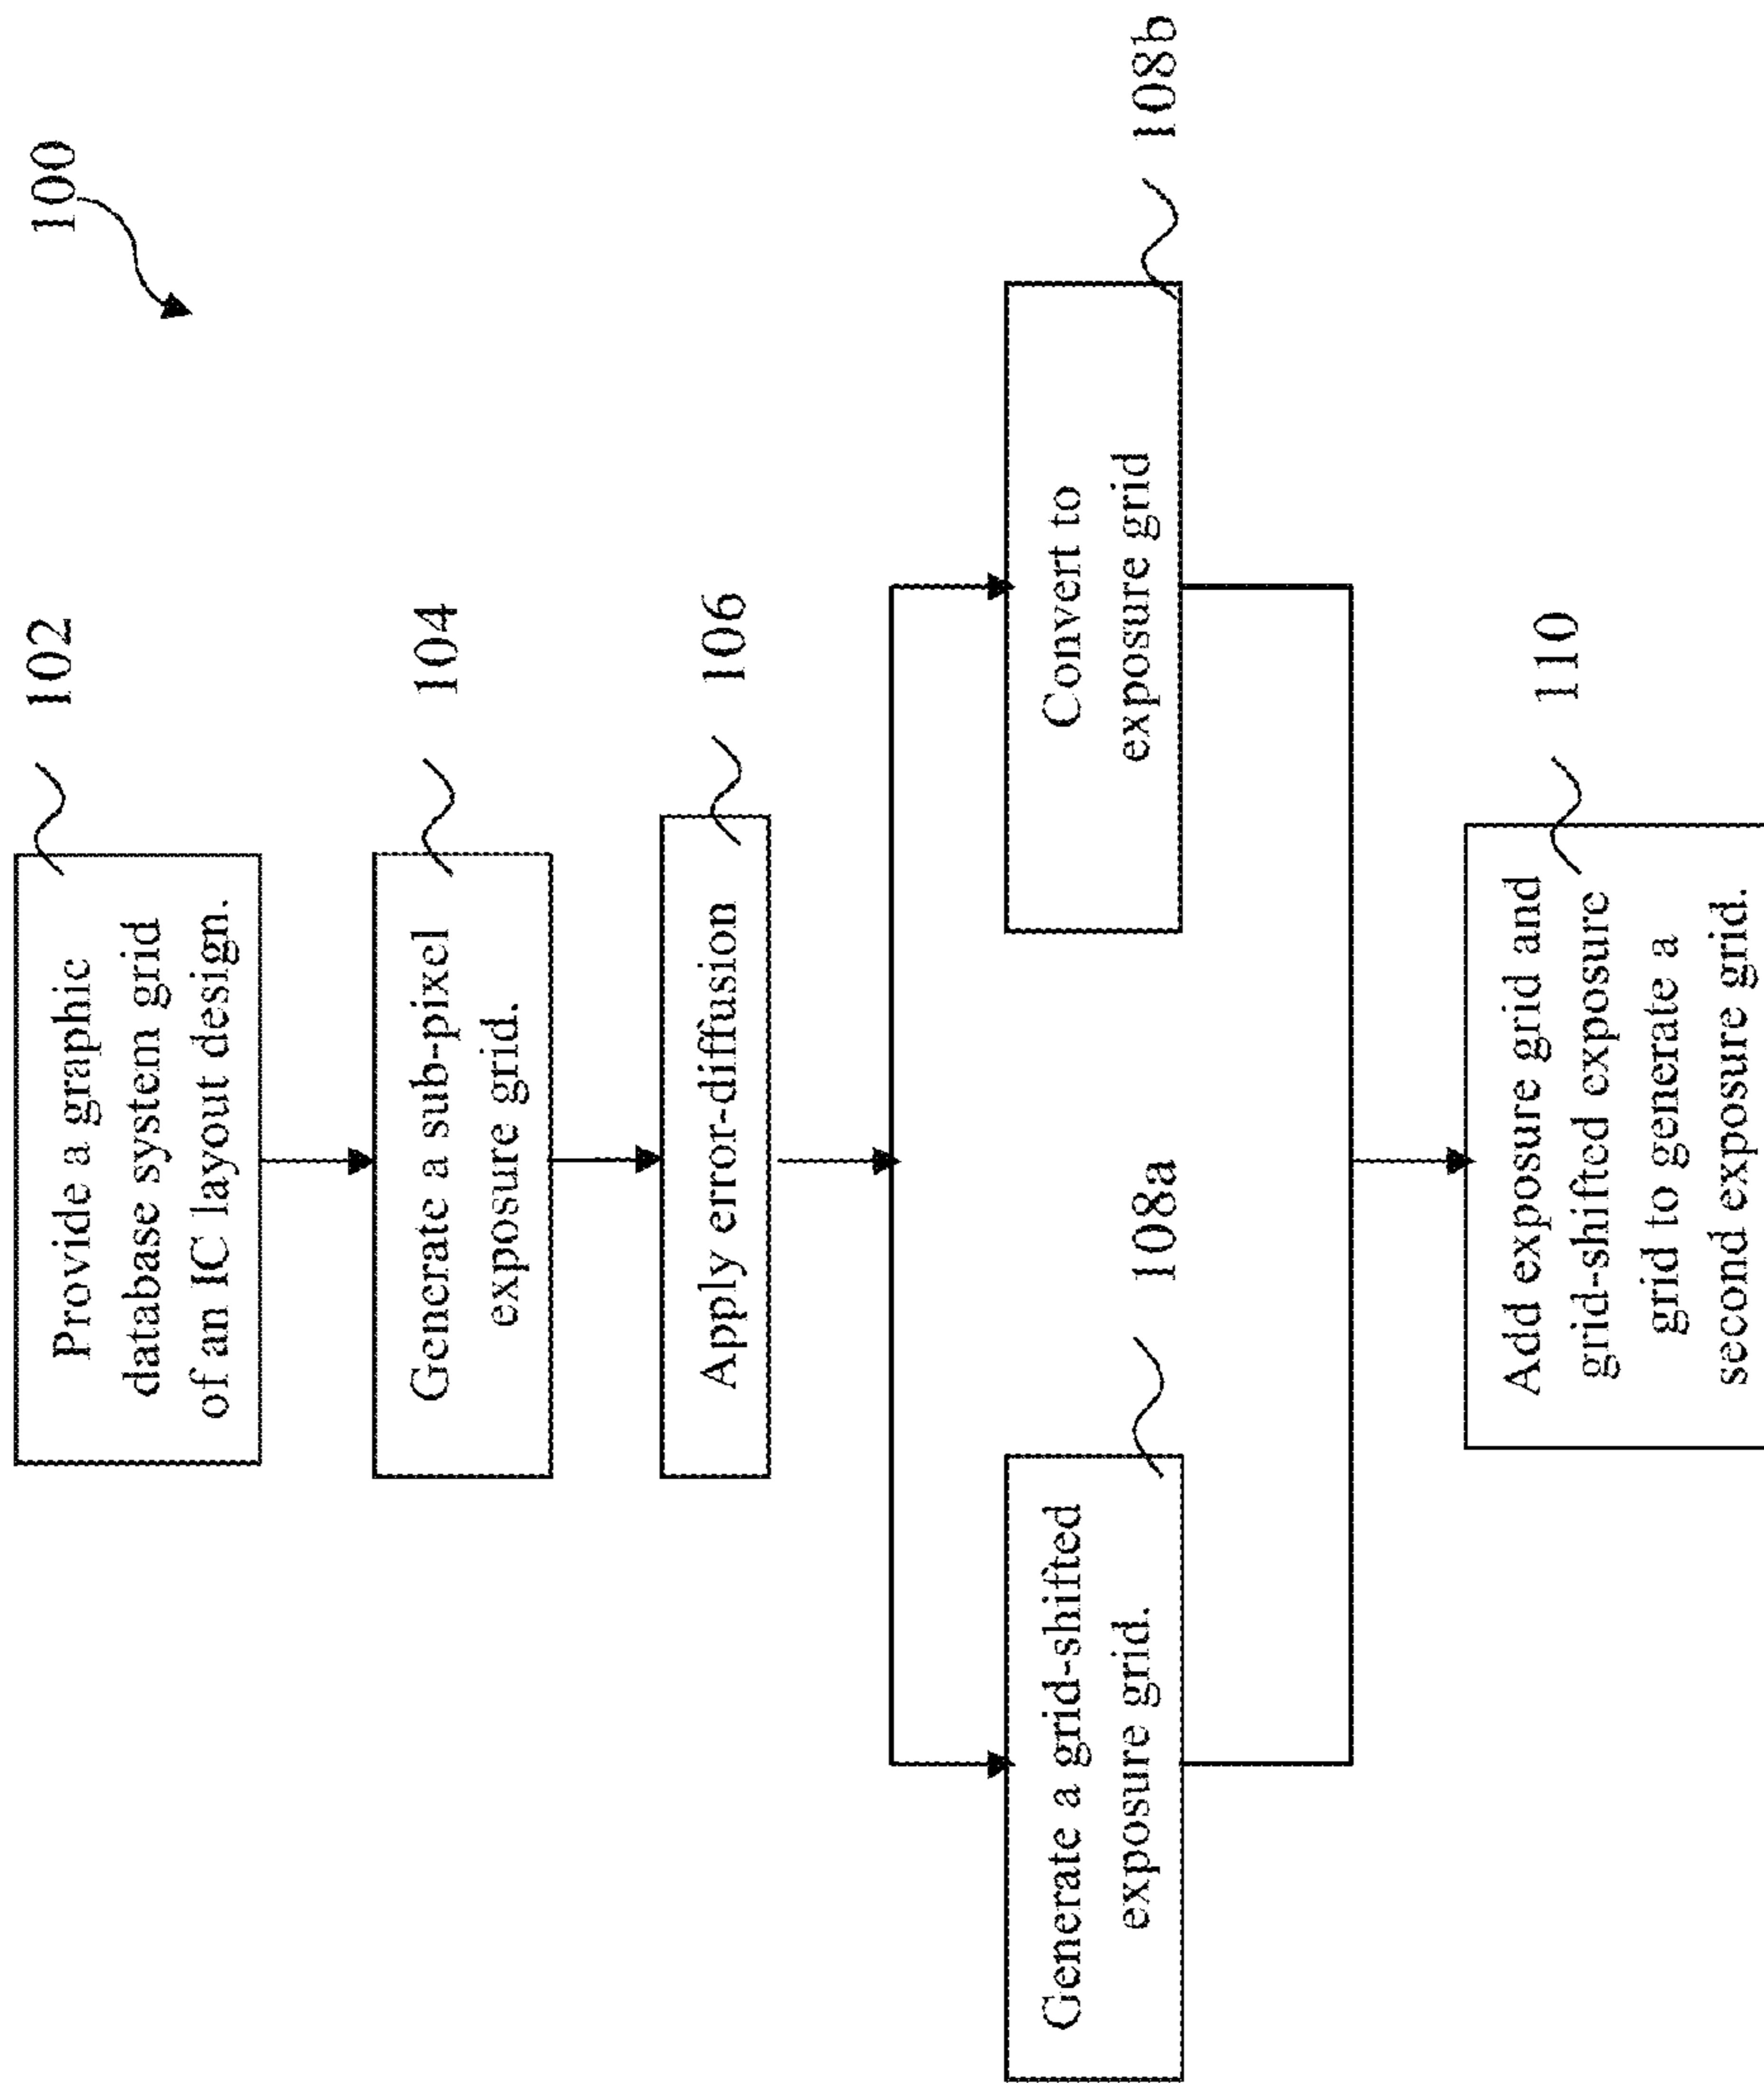 100
102
Provide a graphic
database system grid
of an IC layout design.
104
Generate a sub-pixel
exposure grid.
106
Apply error-diffusion
108a
Generate a grid-shifted
exposure grid.
108b
Convert to
exposure grid
110
Add exposure grid and
grid-shifted exposure
grid to generate a
second exposure grid.